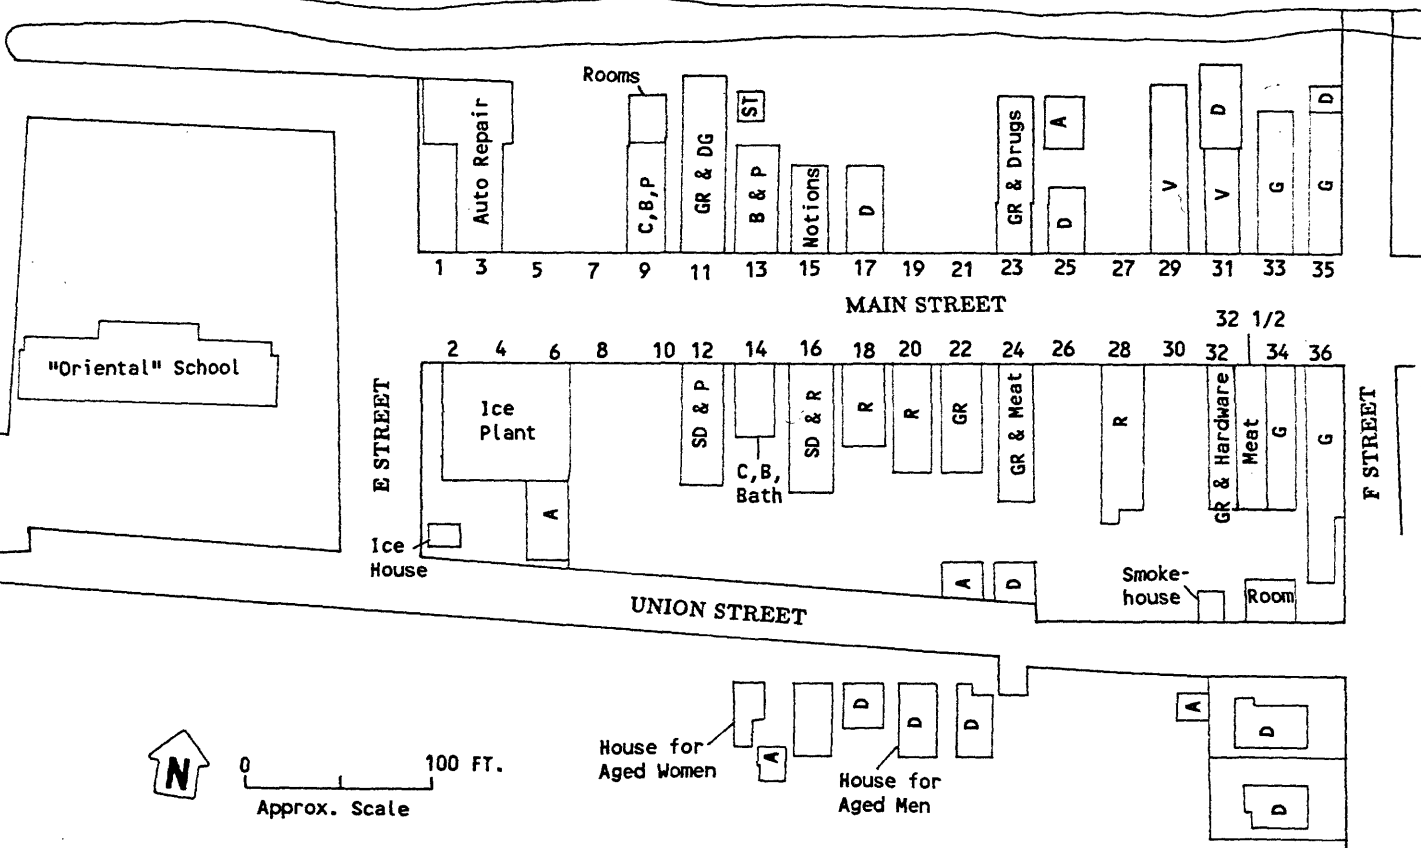 Rooms
Auto Repair
C,B,P
GR & DG
ST
B & P
Notions
D
GR & Drugs
A
D
V
D
V
G
D
G
1 3 5 7 9 11 13 15 17 19 21 23 25 27 29 31 33 35
MAIN STREET
32 1/2
2 4 6 8 10 12 14 16 18 20 22 24 26 28 30 32 34 36
"Oriental" School
E STREET
Ice
Plant
A
Ice
House
SD & P
C,B,
Bath
SD & R
R
R
GR
GR & Meat
R
GR & Hardware
Meat
G
G
F STREET
A
D
Smoke-
house
Room
UNION STREET
House for
Aged Women
A
D
D
House for
Aged Men
D
A
D
D
N
0 100 FT.
Approx. Scale